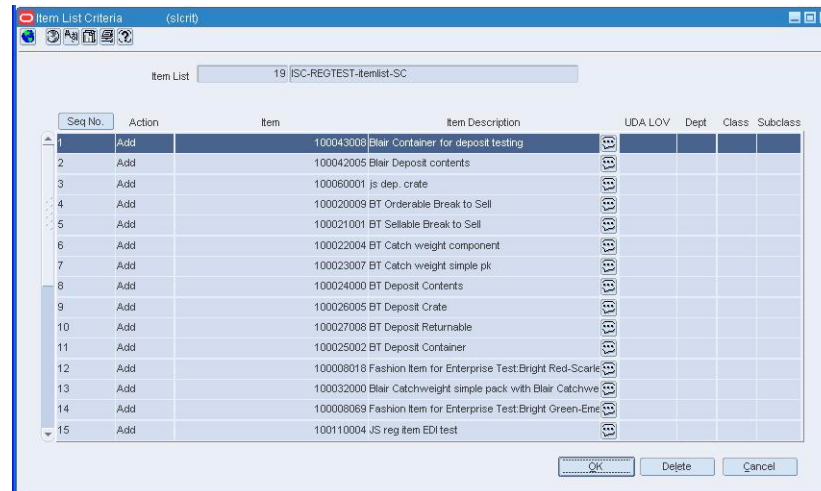 Item List Criteria (slcrit)
Item List 19 ISC-REGTEST-itemlist-SC
Seq No. Action Item Item Description UDA LOV Dept Class Subclass
1 Add 100043008 Blair Container for deposit testing
2 Add 100042005 Blair Deposit contents
3 Add 100060001 js dep. crate
4 Add 100020009 BT Orderable Break to Sell
5 Add 100021001 BT Sellable Break to Sell
6 Add 100022004 BT Catch weight component
7 Add 100023007 BT Catch weight simple pk
8 Add 100024000 BT Deposit Contents
9 Add 100026005 BT Deposit Crate
10 Add 100027008 BT Deposit Returnable
11 Add 100025002 BT Deposit Container
12 Add 100008018 Fashion Item for Enterprise Test:Bright Red-Scarle
13 Add 100032000 Blair Catchweight simple pack with Blair Catchwe
14 Add 100008069 Fashion Item for Enterprise Test:Bright Green-Eme
15 Add 100110004 JS reg item EDI test
OK Delete Cancel